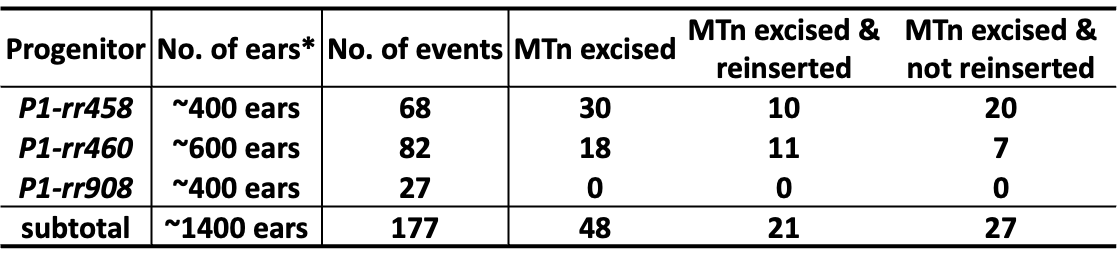 Progenitor No. of ears* No. of events MTn excised MTn excised & reinserted MTn excised & not reinserted
P1-rr458 ~400 ears 68 30 10 20
P1-rr460 ~600 ears 82 18 11 7
P1-rr908 ~400 ears 27 0 0 0
subtotal ~1400 ears 177 48 21 27